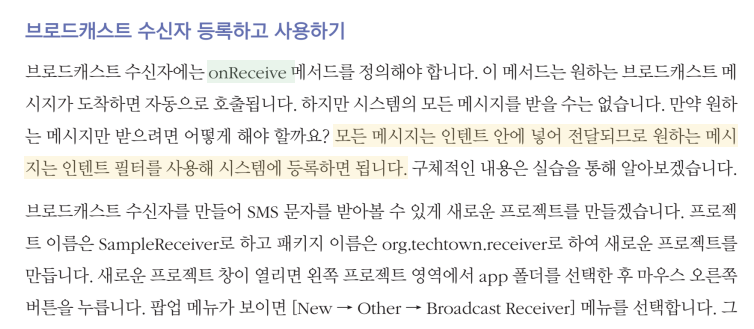 브로드캐스트 수신자 등록하고 사용하기
브로드캐스트 수신자에는 onReceive 메서드를 정의해야 합니다. 이 메서드는 원하는 브로드캐스트 메
시지가 도착하면 자동으로 호출됩니다. 하지만 시스템의 모든 메시지를 받을 수는 없습니다. 만약 원하
는 메시지만 받으려면 어떻게 해야 할까요? 모든 메시지는 인텐트 안에 넣어 전달되므로 원하는 메시
지는 인텐트 필터를 사용해 시스템에 등록하면 됩니다. 구체적인 내용은 실습을 통해 알아보겠습니다.
브로드캐스트 수신자를 만들어 SMS 문자를 받아볼 수 있게 새로운 프로젝트를 만들겠습니다. 프로젝
트 이름은 SampleReceiver로 하고 패키지 이름은 org.techtown.receiver로 하여 새로운 프로젝트를
만듭니다. 새로운 프로젝트 창이 열리면 왼쪽 프로젝트 영역에서 app 폴더를 선택한 후 마우스 오른쪽
버튼을 누릅니다. 팝업 메뉴가 보이면 [New → Other → Broadcast Receiver] 메뉴를 선택합니다. 그